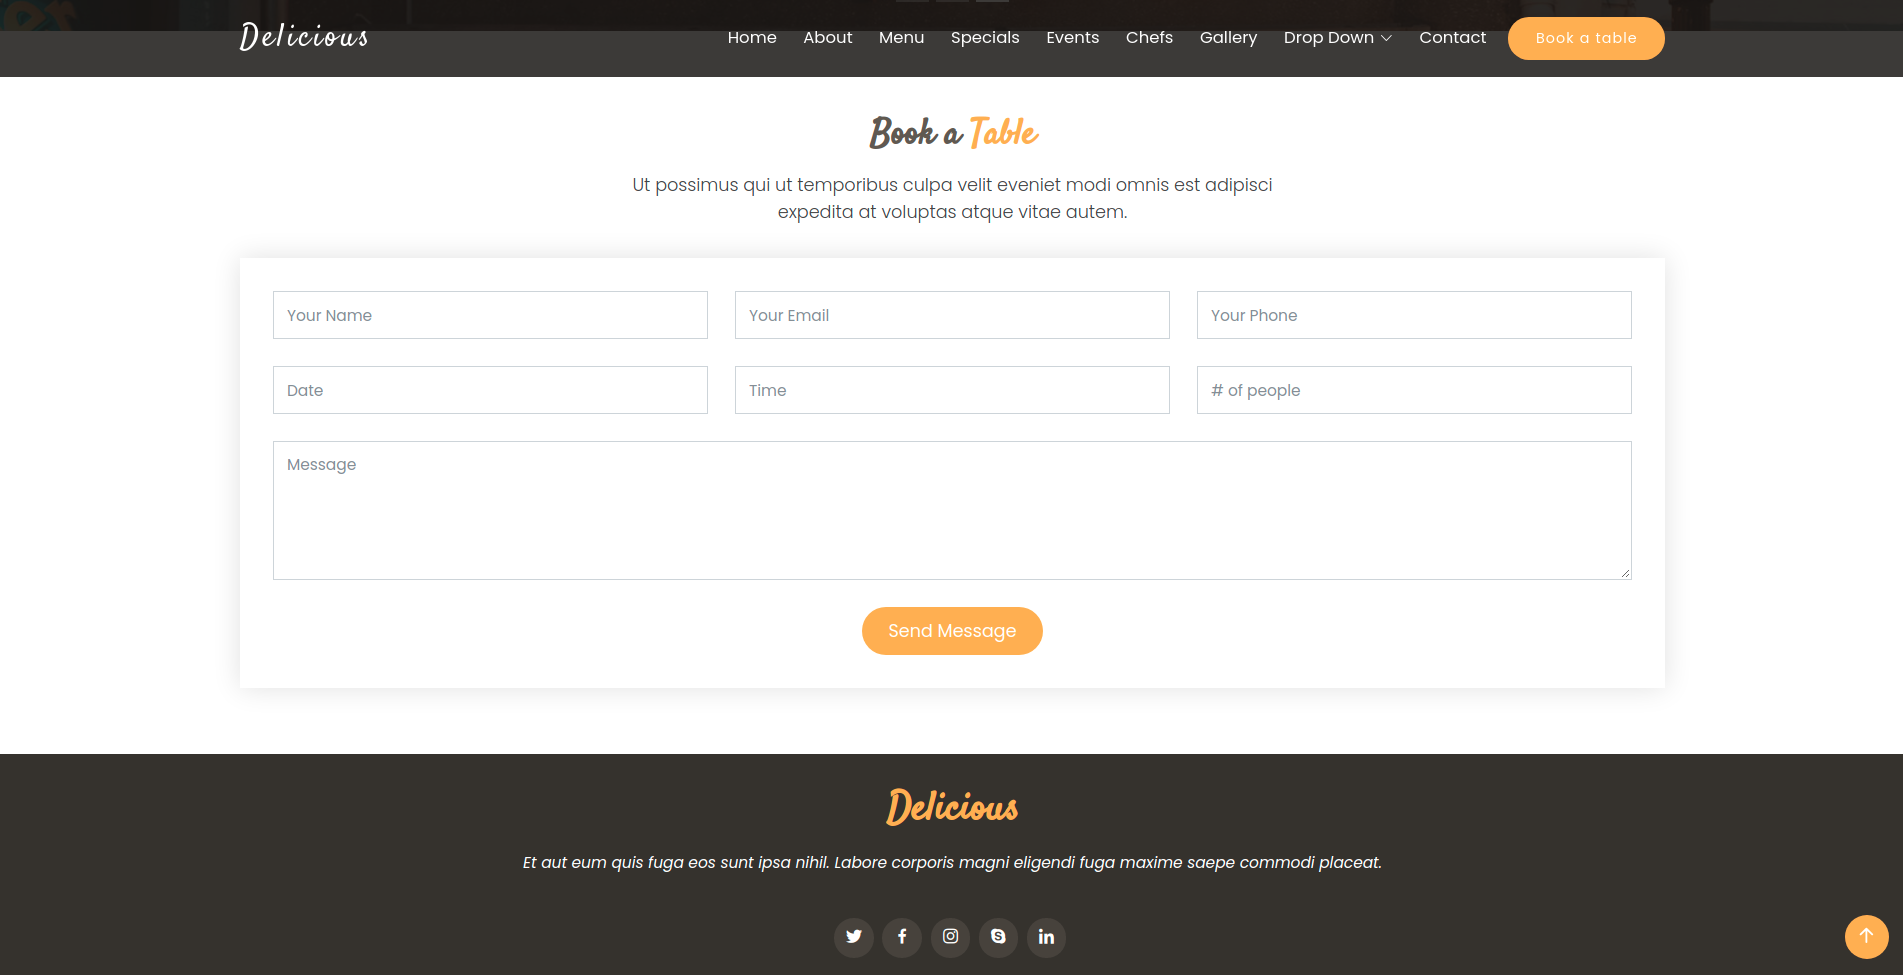 Delicious
Home About Menu Specials Events Chefs Gallery Drop Down Contact Book a table
Book a Table
Ut possimus qui ut temporibus culpa velit eveniet modi omnis est adipisci
expedita at voluptas atque vitae autem.
Your Name Your Email Your Phone
Date Time # of people
Message
Send Message
Delicious
Et aut eum quis fuga eos sunt ipsa nihil. Labore corporis magni eligendi fuga maxime saepe commodi placeat.